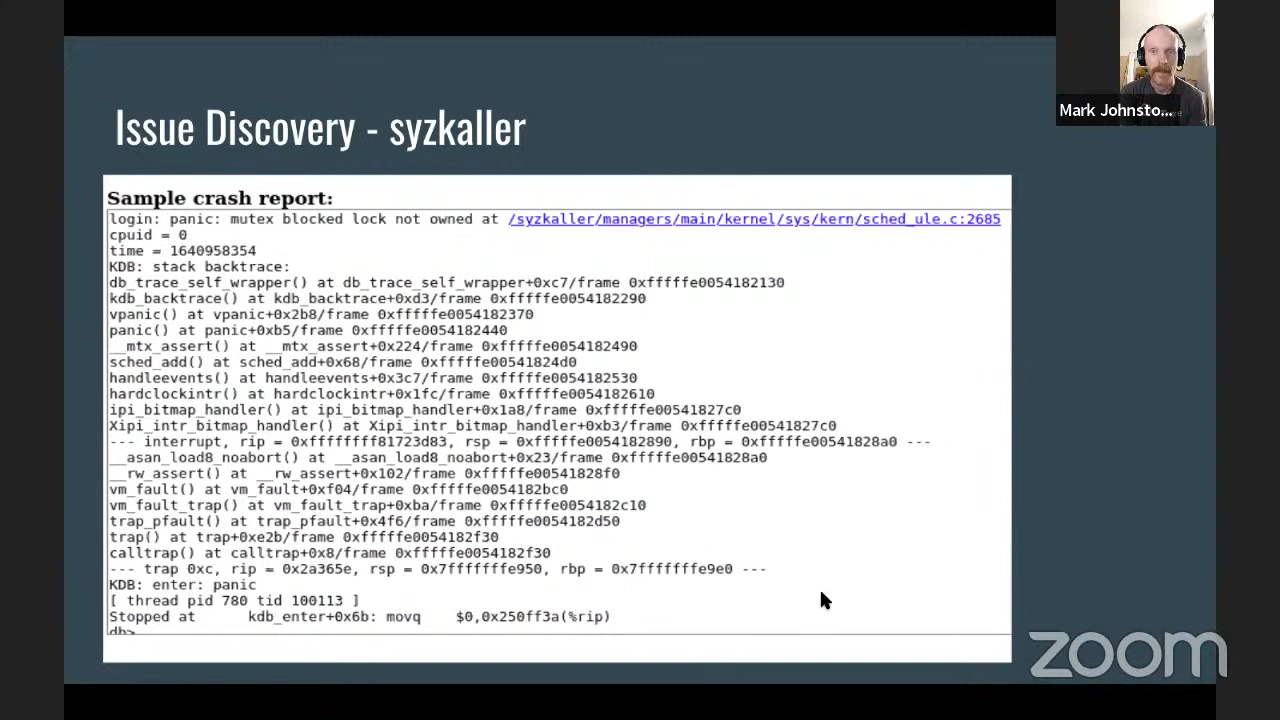 Mark Johnsto...
Issue Discovery - syzkaller
Sample crash report:
login: panic: mutex blocked lock not owned at /syzkaller/managers/main/kernel/sys/kern/sched_ule.c:2685
cpuid = 0
time = 1640958354
KDB: stack backtrace:
db_trace_self_wrapper() at db_trace_self_wrapper+0xc7/frame 0xfffffe0054182130
kdb_backtrace() at kdb_backtrace+0xd3/frame 0xfffffe0054182290
vpanic() at vpanic+0x2b8/frame 0xfffffe0054182370
panic() at panic+0xb5/frame 0xfffffe0054182440
__mtx_assert() at __mtx_assert+0x224/frame 0xfffffe0054182490
sched_add() at sched_add+0x68/frame 0xfffffe00541824d0
handleevents() at handleevents+0x3c7/frame 0xfffffe0054182530
hardclockintr() at hardclockintr+0x1fc/frame 0xfffffe0054182610
ipi_bitmap_handler() at ipi_bitmap_handler+0x1a8/frame 0xfffffe00541827c0
Xipi_intr_bitmap_handler() at Xipi_intr_bitmap_handler+0xb3/frame 0xfffffe00541827c0
--- interrupt, rip = 0xffffffff81723d83, rsp = 0xfffffe0054182890, rbp = 0xfffffe00541828a0 ---
__asan_load8_noabort() at __asan_load8_noabort+0x23/frame 0xfffffe00541828a0
__rw_assert() at __rw_assert+0x102/frame 0xfffffe00541828f0
vm_fault() at vm_fault+0xf04/frame 0xfffffe0054182bc0
vm_fault_trap() at vm_fault_trap+0xba/frame 0xfffffe0054182c10
trap_pfault() at trap_pfault+0x4f6/frame 0xfffffe0054182d50
trap() at trap+0xe2b/frame 0xfffffe0054182f30
calltrap() at calltrap+0x8/frame 0xfffffe0054182f30
--- trap 0xc, rip = 0x2a365e, rsp = 0x7fffffffe950, rbp = 0x7fffffffe9e0 ---
KDB: enter: panic
[ thread pid 780 tid 100113 ]
Stopped at kdb_enter+0x6b: movq $0,0x250ff3a(%rip)
db>
zoom